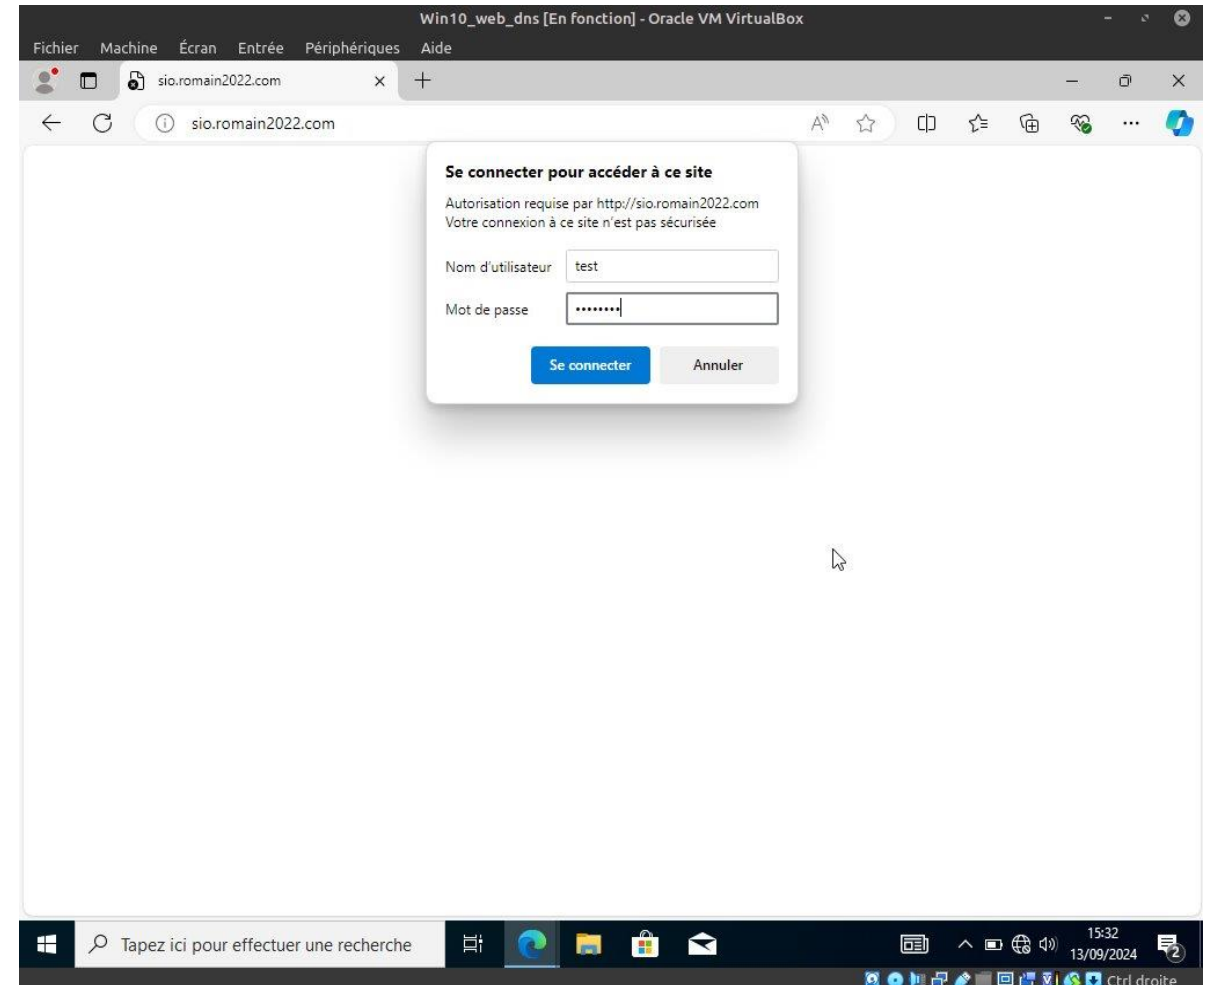 Win10_web_dns [En fonction] - Oracle VM VirtualBox
Fichier Machine Écran Entrée Périphériques Aide
sio.romain2022.com
sio.romain2022.com
Se connecter pour accéder à ce site
Autorisation requise par http://sio.romain2022.com
Votre connexion à ce site n'est pas sécurisée
Nom d'utilisateur test
Mot de passe ••••••••
Se connecter Annuler
Tapez ici pour effectuer une recherche
15:32
13/09/2024
2
Ctrl droite